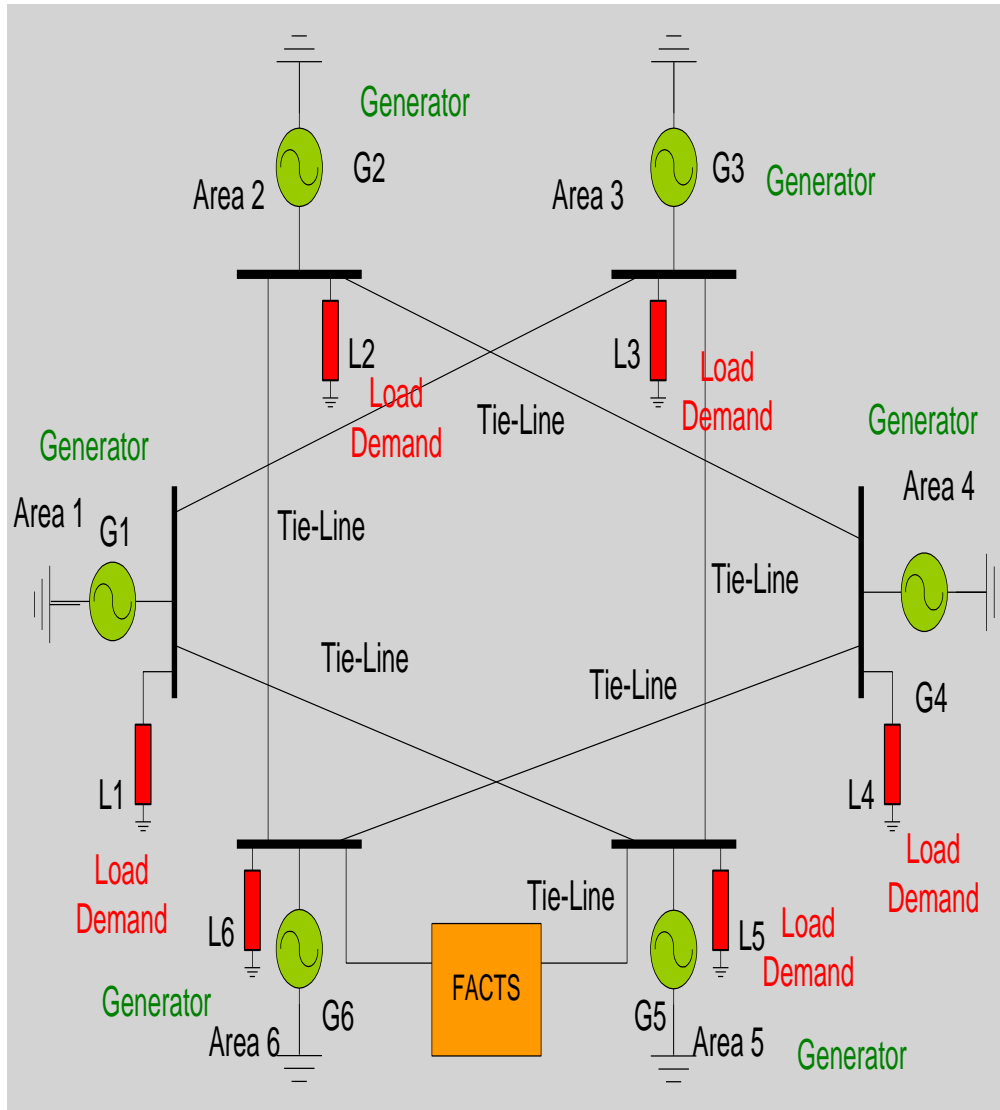 Generator
G2
Area 2
G3
Area 3
Generator
L2
Load
Demand
L3
Load
Demand
Tie-Line
Generator
Area 1
G1
Generator
Area 4
Tie-Line
Tie-Line
Tie-Line
Tie-Line
G4
L1
L4
Load
Demand
Load
Demand
Tie-Line
L6
L5
Load
Demand
FACTS
Generator
G6
Area 6
G5
Area 5
Generator